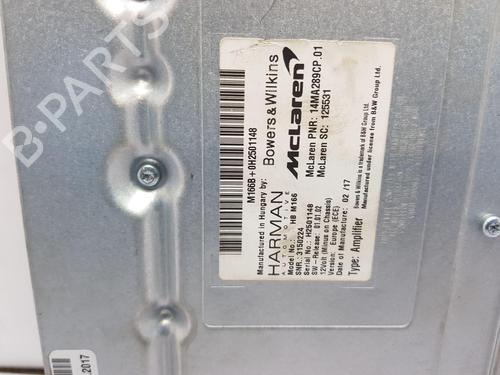 M166B+0H2501148
Manufactured in Hungary by:
HARMAN
AUTOMOTIVE
Model No.: HB M166
SNR.: 3150224
Serial No.: H2501148
SW-Release: 01.01.02
12Volt (Minus on Chassis)
Version: Europe (ECE)
Date of Manufacture: 02 /17
Type: Amplifier
Bowers & Wilkins
McLaren
McLaren PNR: 14MA289CP.01
McLaren SC: 125531
Bowers & Wilkins is a trademark of B&W Group Ltd.
Manufactured under license from B&W Group Ltd.
.2017
B-PARTS